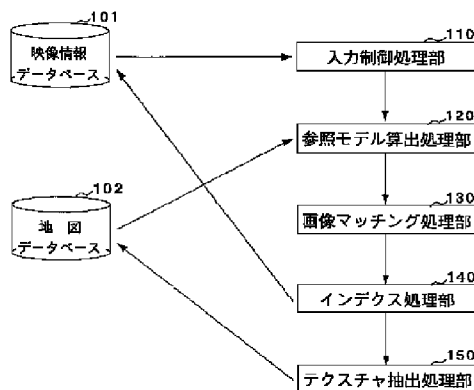 101
映像情報
データベース
110
入力制御処理部
120
参照モデル算出処理部
102
地 図
データベース
130
画像マッチング処理部
140
インデクス処理部
150
テクスチャ抽出処理部